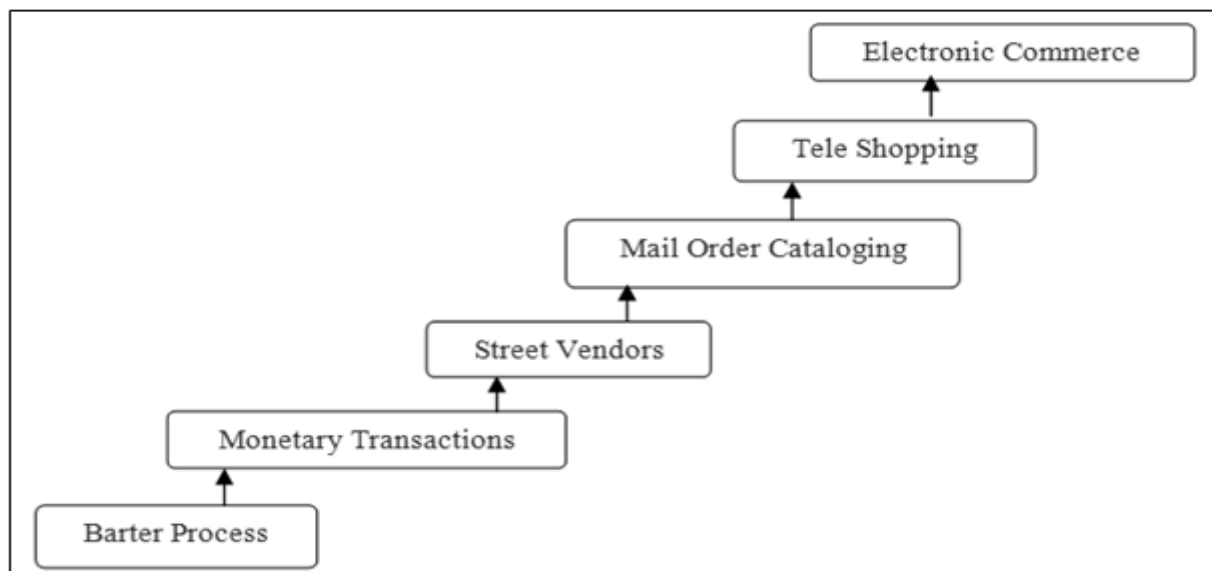 Electronic Commerce
Tele Shopping
Mail Order Cataloging
Street Vendors
Monetary Transactions
Barter Process